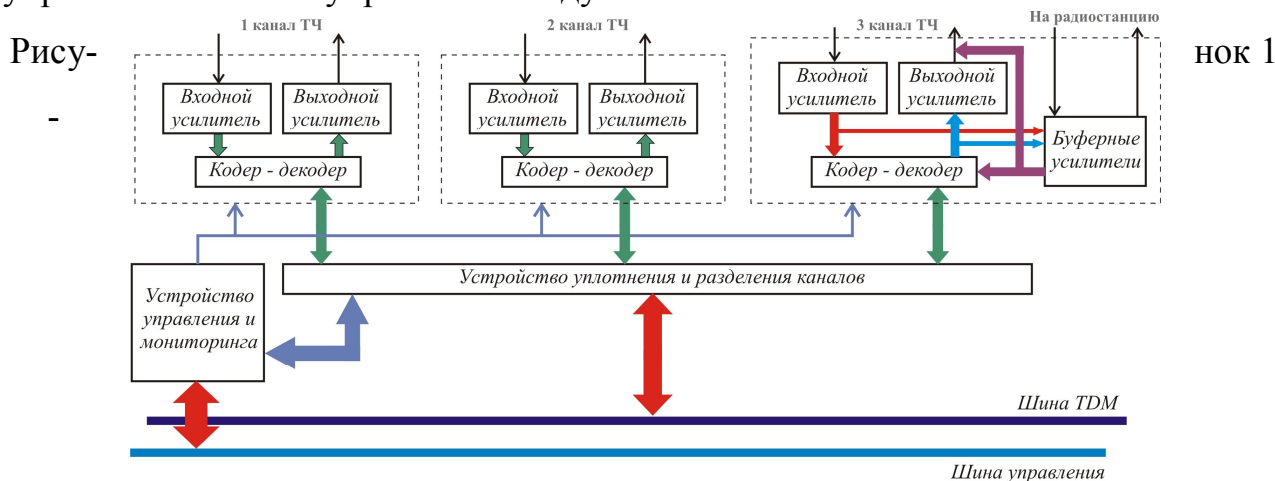 1 канал ТЧ
2 канал ТЧ
3 канал ТЧ
На радиостанцию
Рису-
нок 1
-
Входной
усилитель
Выходной
усилитель
Входной
усилитель
Выходной
усилитель
Входной
усилитель
Выходной
усилитель
Буферные
усилители
Кодер - декодер
Кодер - декодер
Кодер - декодер
Устройство уплотнения и разделения каналов
Устройство
управления и
мониторинга
Шина TDM
Шина управления